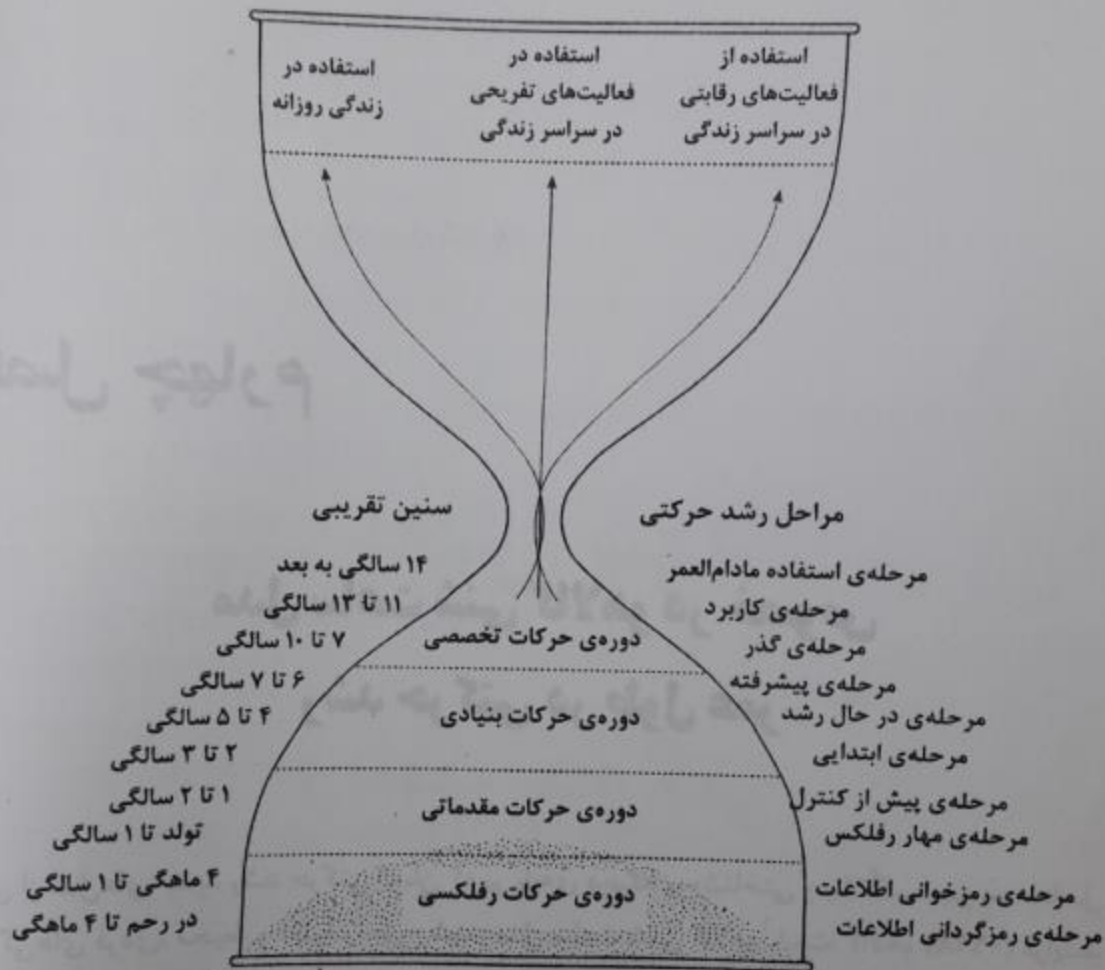 استفاده از
فعالیت‌های رقابتی
در سراسر زندگی
استفاده در
فعالیت‌های تفریحی
در سراسر زندگی
استفاده در
زندگی روزانه
مراحل رشد حرکتی
سنین تقریبی
مرحله‌ی استفاده مادام‌العمر
۱۴ سالگی به بعد
مرحله‌ی کاربرد
۱۱ تا ۱۳ سالگی
مرحله‌ی گذر
دوره‌ی حرکات تخصصی
۷ تا ۱۰ سالگی
مرحله‌ی پیشرفته
۶ تا ۷ سالگی
مرحله‌ی در حال رشد
دوره‌ی حرکات بنیادی
۴ تا ۵ سالگی
مرحله‌ی ابتدایی
۲ تا ۳ سالگی
مرحله‌ی پیش از کنترل
دوره‌ی حرکات مقدماتی
۱ تا ۲ سالگی
مرحله‌ی مهار رفلکس
تولد تا ۱ سالگی
مرحله‌ی رمزخوانی اطلاعات
دوره‌ی حرکات رفلکسی
۴ ماهگی تا ۱ سالگی
مرحله‌ی رمزگردانی اطلاعات
در رحم تا ۴ ماهگی